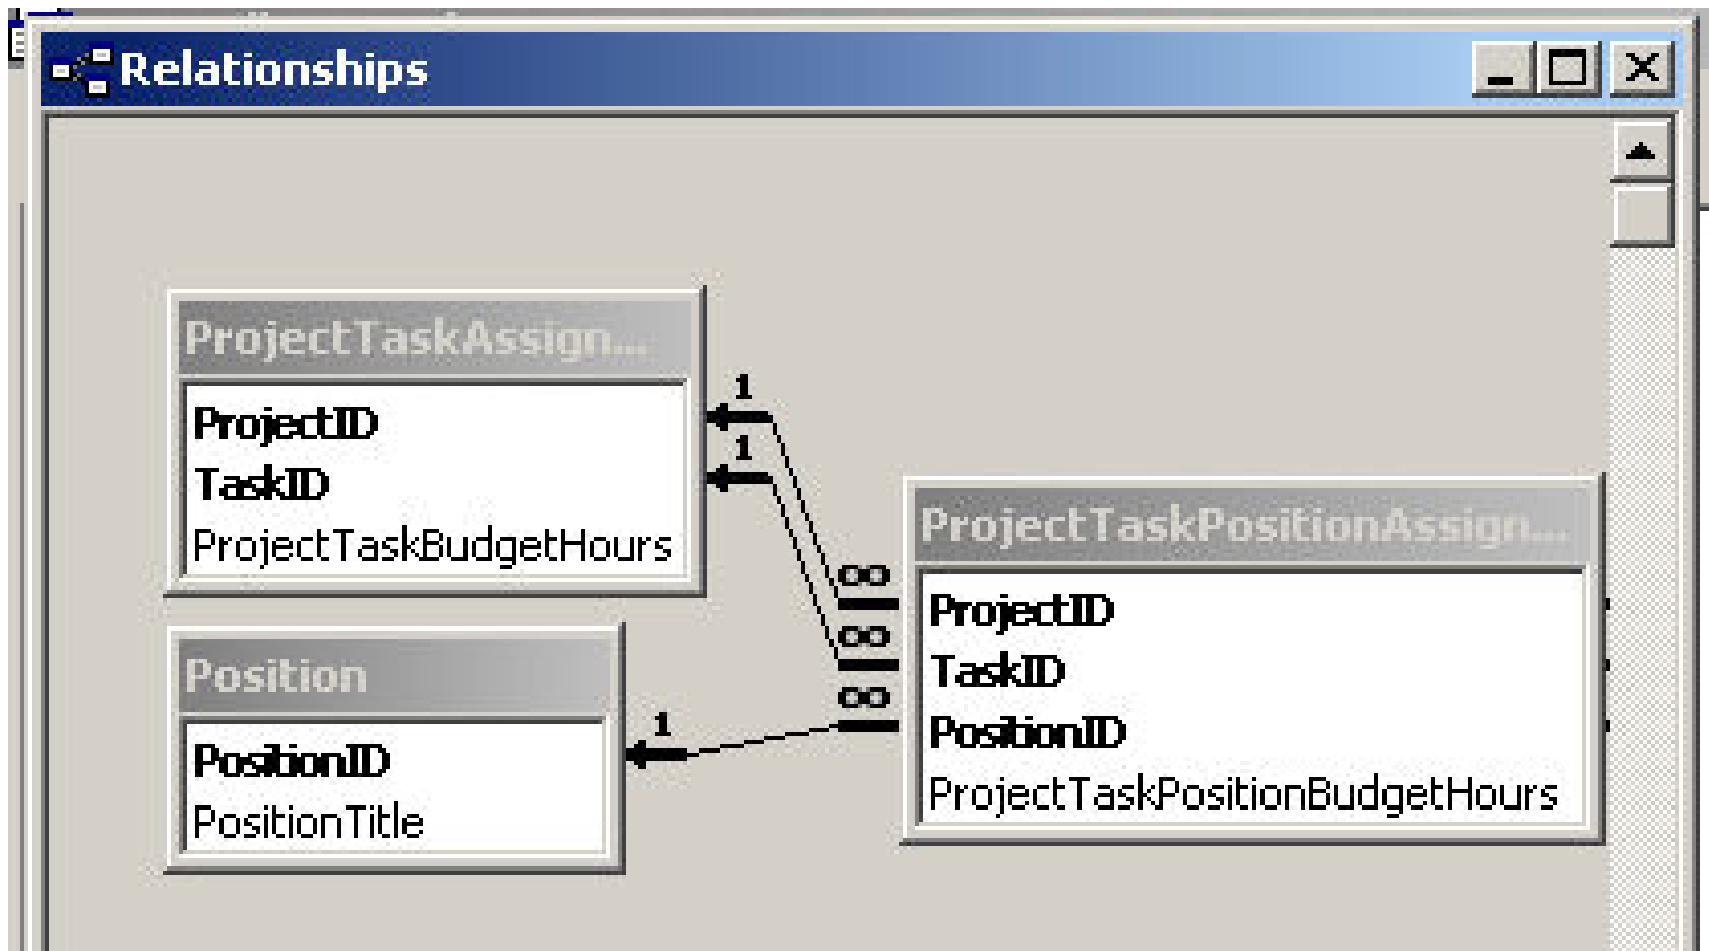 Relationships
ProjectTaskAssign...
ProjectID
TaskID
ProjectTaskBudgetHours
1
1
∞
∞
∞
1
ProjectTaskPositionAssign...
ProjectID
TaskID
PositionID
ProjectTaskPositionBudgetHours
Position
PositionID
PositionTitle